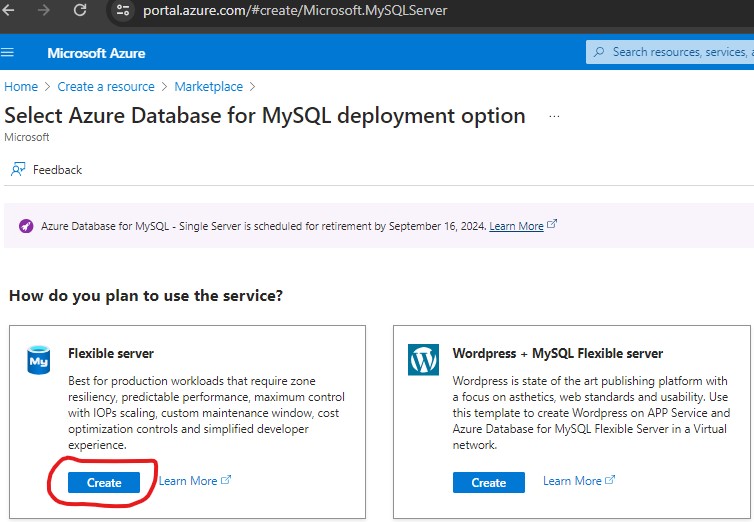 portal.azure.com/#create/Microsoft.MySQLServer
Microsoft Azure
Search resources, services, a
Home > Create a resource > Marketplace >
Select Azure Database for MySQL deployment option ...
Microsoft
Feedback
Azure Database for MySQL - Single Server is scheduled for retirement by September 16, 2024. Learn More
How do you plan to use the service?
My
Flexible server
Best for production workloads that require zone
resiliency, predictable performance, maximum control
with IOPs scaling, custom maintenance window, cost
optimization controls and simplified developer
experience.
Create
Learn More
W
Wordpress + MySQL Flexible server
Wordpress is state of the art publishing platform with
a focus on asthetics, web standards and usability. Use
this template to create Wordpress on APP Service and
Azure Database for MySQL Flexible Server in a Virtual
network.
Create
Learn More